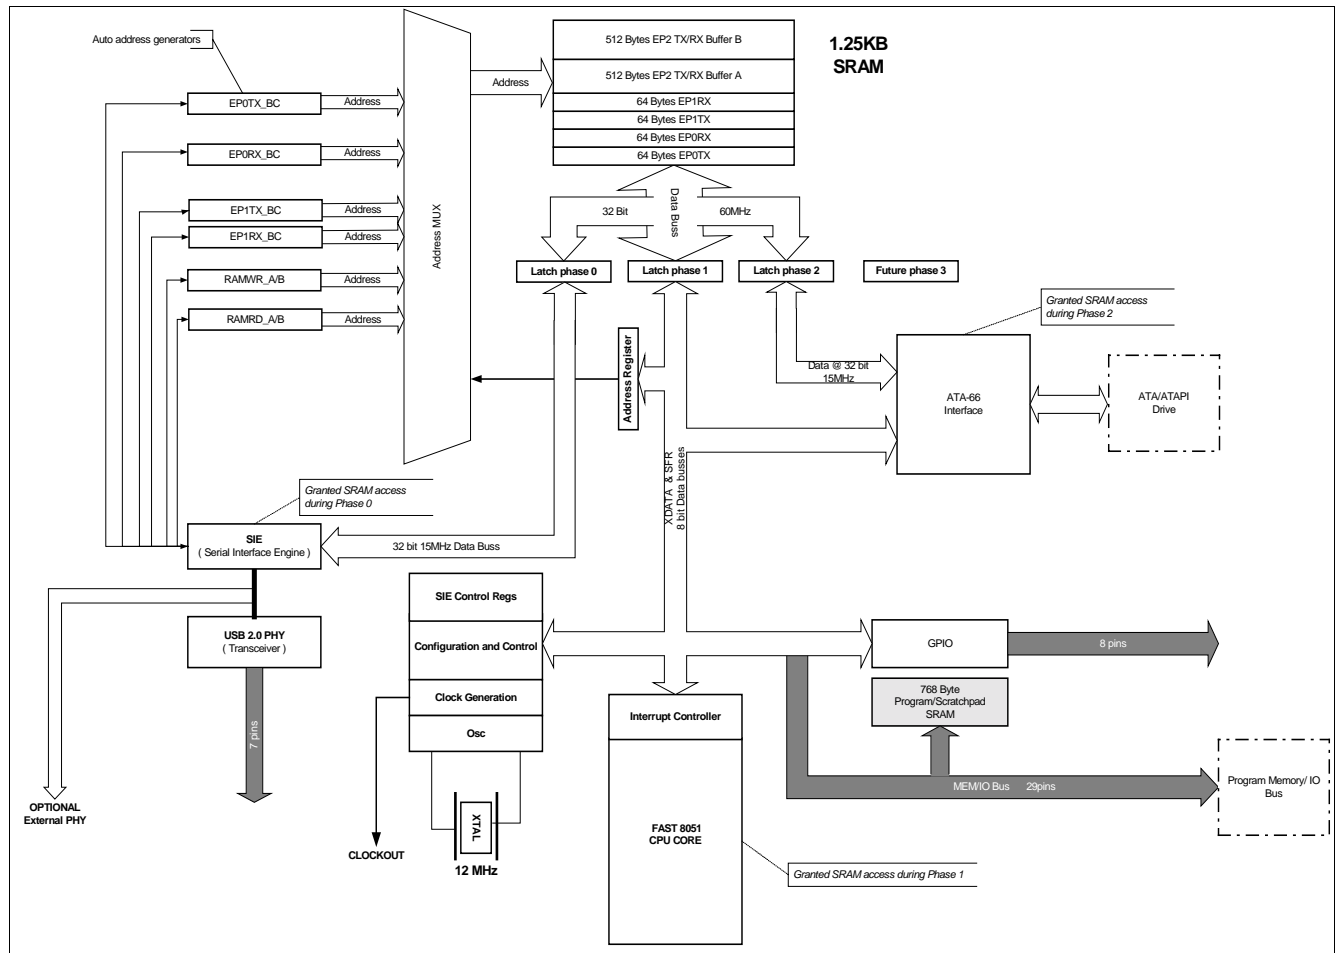 Auto address generators
EP0TX_BC
Address
EP0RX_BC
Address
EP1TX_BC
Address
EP1RX_BC
Address
RAMWR_A/B
Address
RAMRD_A/B
Address
Address MUX
Address
512 Bytes EP2 TX/RX Buffer B
512 Bytes EP2 TX/RX Buffer A
64 Bytes EP1RX
64 Bytes EP1TX
64 Bytes EP0RX
64 Bytes EP0TX
1.25KB
SRAM
32 Bit
Data Buss
60MHz
Latch phase 0
Latch phase 1
Latch phase 2
Future phase 3
Granted SRAM access
during Phase 2
Address Register
Data @ 32 bit
15MHz
ATA-66
Interface
ATA/ATAPI
Drive
XDATA & SFR
8 bit Data busses
Granted SRAM access
during Phase 0
SIE
( Serial Interface Engine )
32 bit 15MHz Data Buss
USB 2.0 PHY
( Transceiver )
7 pins
OPTIONAL
External PHY
SIE Control Regs
Configuration and Control
Clock Generation
Osc
XTAL
12 MHz
CLOCKOUT
Interrupt Controller
FAST 8051
CPU CORE
Granted SRAM access during Phase 1
GPIO
8 pins
768 Byte
Program/Scratchpad
SRAM
MEM/IO Bus 29pins
Program Memory/ IO
Bus